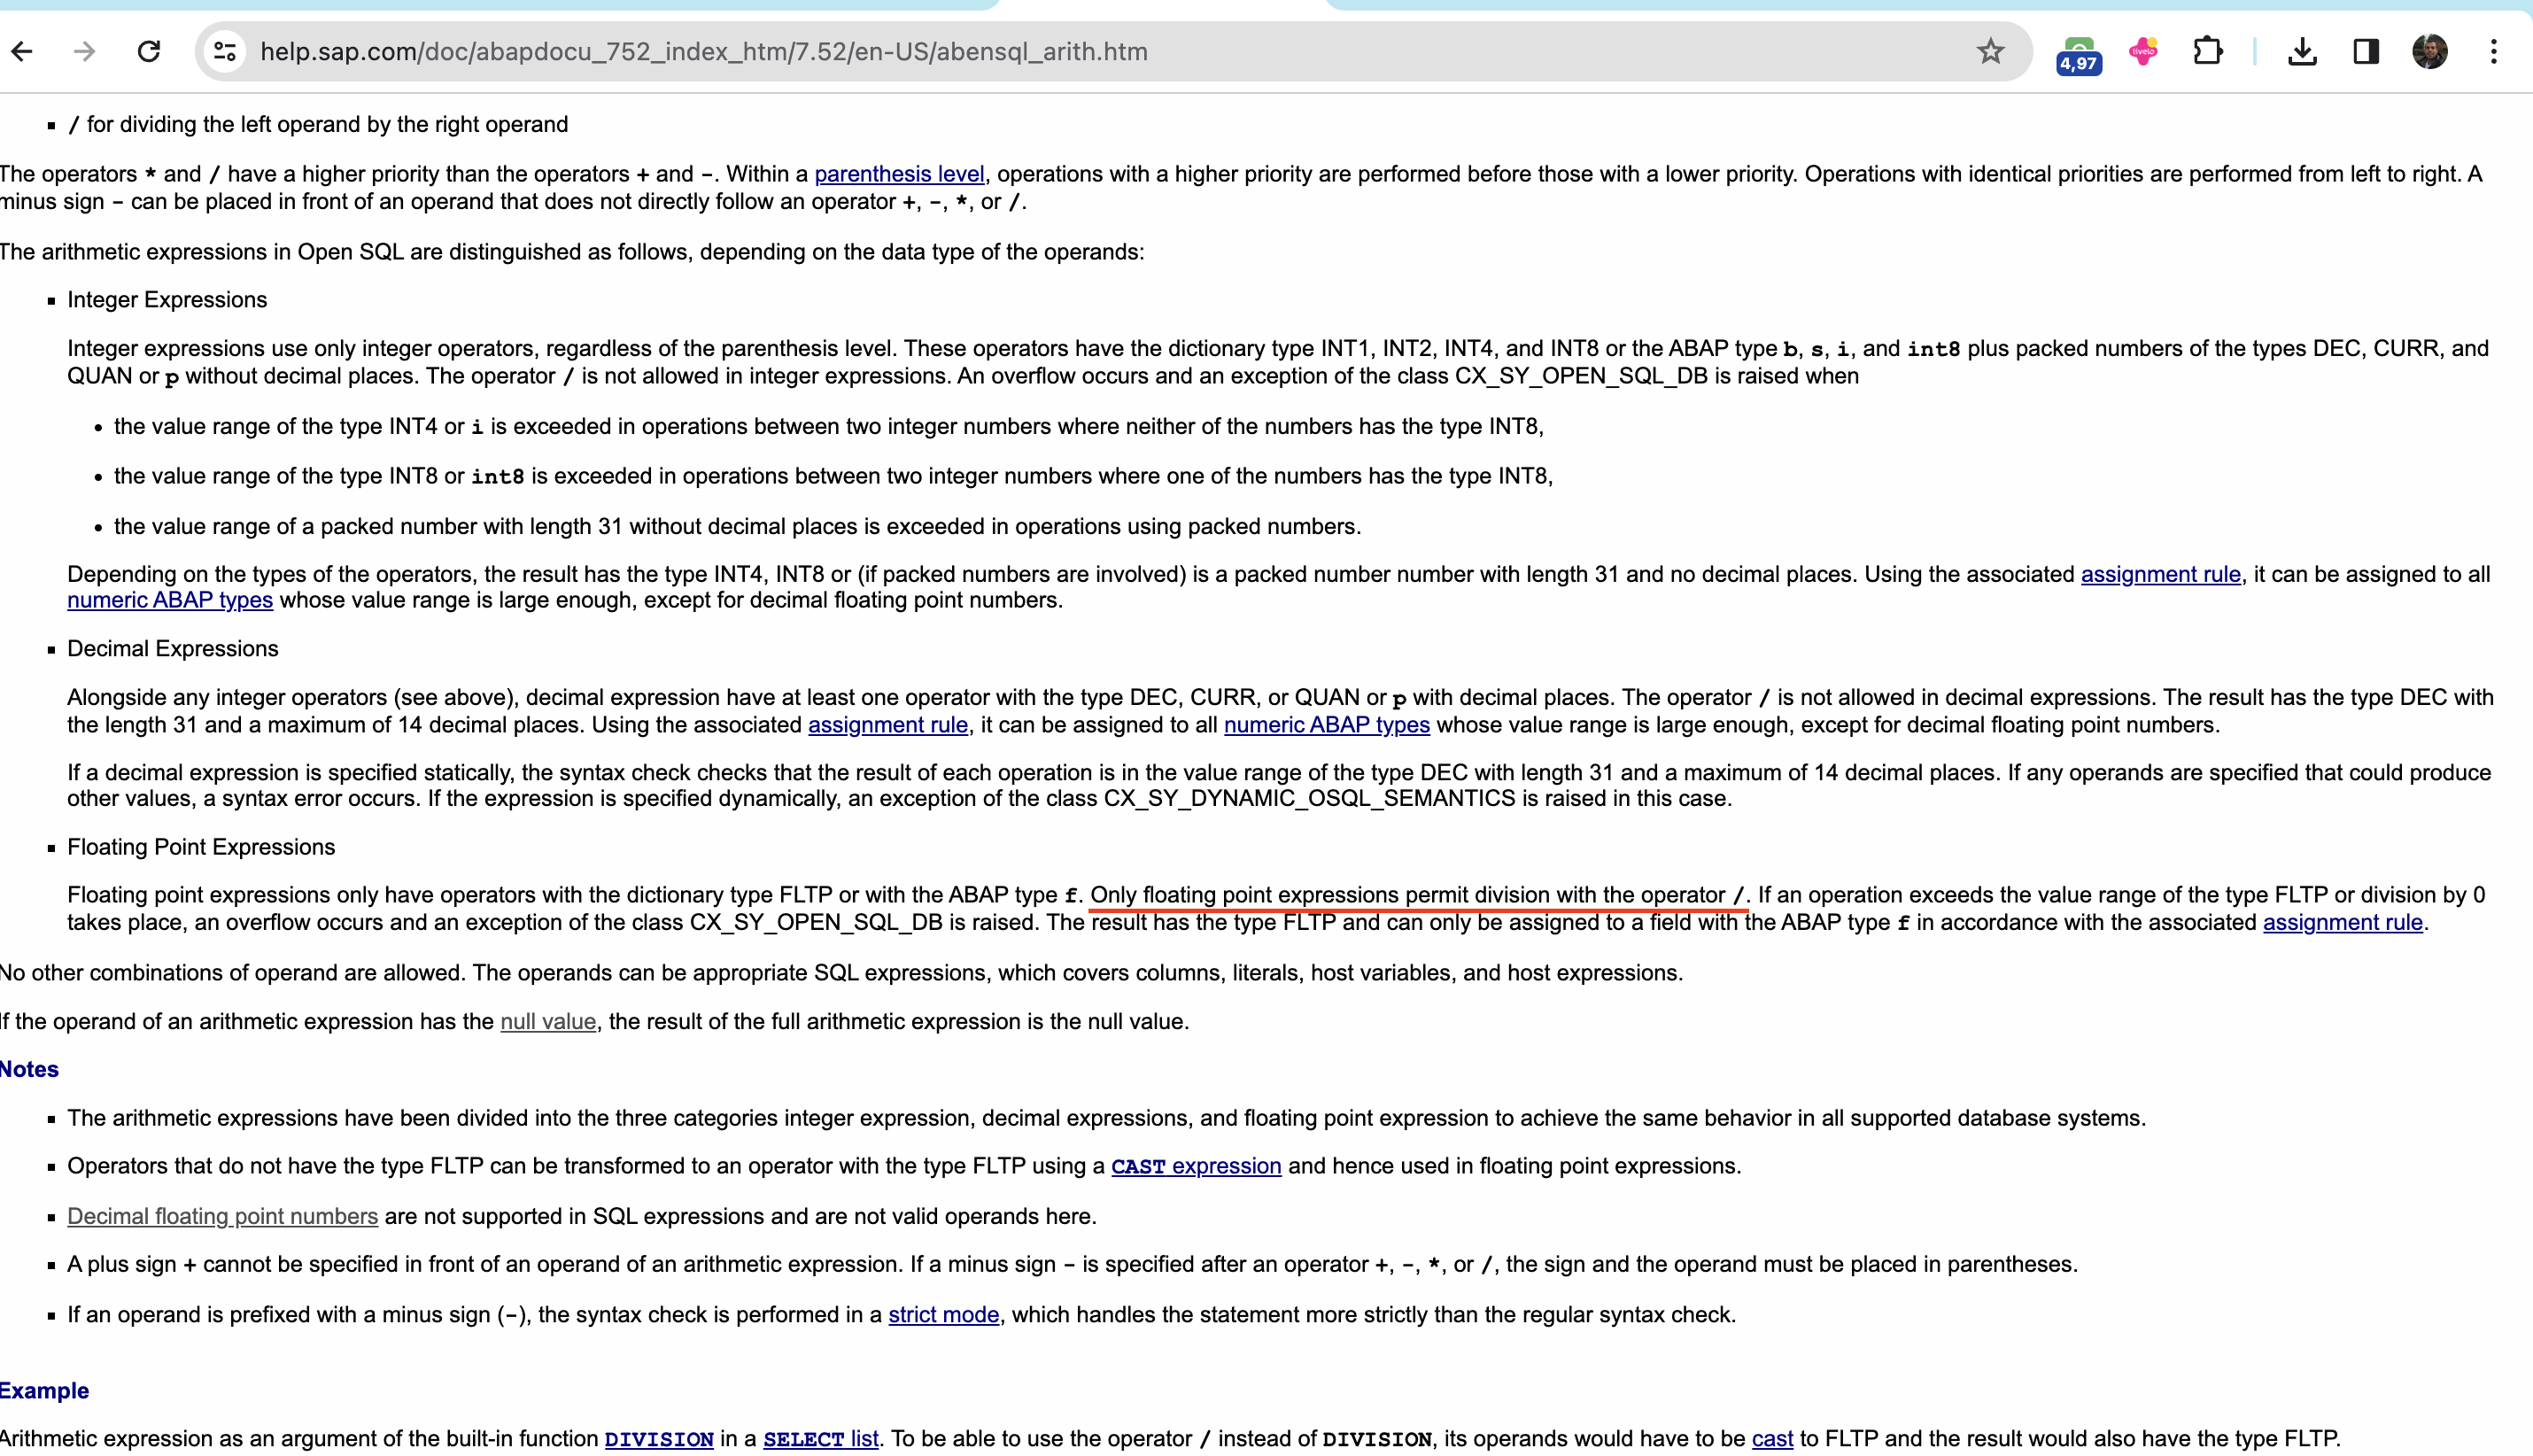 help.sap.com/doc/abapdocu_752_index_htm/7.52/en-US/abensql_arith.htm
4,97
livelo
/ for dividing the left operand by the right operand
The operators * and / have a higher priority than the operators + and -. Within a parenthesis level, operations with a higher priority are performed before those with a lower priority. Operations with identical priorities are performed from left to right. A
minus sign - can be placed in front of an operand that does not directly follow an operator +, -, *, or /.
The arithmetic expressions in Open SQL are distinguished as follows, depending on the data type of the operands:
Integer Expressions
Integer expressions use only integer operators, regardless of the parenthesis level. These operators have the dictionary type INT1, INT2, INT4, and INT8 or the ABAP type b, s, i, and int8 plus packed numbers of the types DEC, CURR, and
QUAN or p without decimal places. The operator / is not allowed in integer expressions. An overflow occurs and an exception of the class CX_SY_OPEN_SQL_DB is raised when
the value range of the type INT4 or i is exceeded in operations between two integer numbers where neither of the numbers has the type INT8,
the value range of the type INT8 or int8 is exceeded in operations between two integer numbers where one of the numbers has the type INT8,
the value range of a packed number with length 31 without decimal places is exceeded in operations using packed numbers.
Depending on the types of the operators, the result has the type INT4, INT8 or (if packed numbers are involved) is a packed number number with length 31 and no decimal places. Using the associated assignment rule, it can be assigned to all
numeric ABAP types whose value range is large enough, except for decimal floating point numbers.
Decimal Expressions
Alongside any integer operators (see above), decimal expression have at least one operator with the type DEC, CURR, or QUAN or p with decimal places. The operator / is not allowed in decimal expressions. The result has the type DEC with
the length 31 and a maximum of 14 decimal places. Using the associated assignment rule, it can be assigned to all numeric ABAP types whose value range is large enough, except for decimal floating point numbers.
If a decimal expression is specified statically, the syntax check checks that the result of each operation is in the value range of the type DEC with length 31 and a maximum of 14 decimal places. If any operands are specified that could produce
other values, a syntax error occurs. If the expression is specified dynamically, an exception of the class CX_SY_DYNAMIC_OSQL_SEMANTICS is raised in this case.
Floating Point Expressions
Floating point expressions only have operators with the dictionary type FLTP or with the ABAP type f. Only floating point expressions permit division with the operator /. If an operation exceeds the value range of the type FLTP or division by 0
takes place, an overflow occurs and an exception of the class CX_SY_OPEN_SQL_DB is raised. The result has the type FLTP and can only be assigned to a field with the ABAP type f in accordance with the associated assignment rule.
No other combinations of operand are allowed. The operands can be appropriate SQL expressions, which covers columns, literals, host variables, and host expressions.
If the operand of an arithmetic expression has the null value, the result of the full arithmetic expression is the null value.
Notes
The arithmetic expressions have been divided into the three categories integer expression, decimal expressions, and floating point expression to achieve the same behavior in all supported database systems.
Operators that do not have the type FLTP can be transformed to an operator with the type FLTP using a CAST expression and hence used in floating point expressions.
Decimal floating point numbers are not supported in SQL expressions and are not valid operands here.
A plus sign + cannot be specified in front of an operand of an arithmetic expression. If a minus sign - is specified after an operator +, -, *, or /, the sign and the operand must be placed in parentheses.
If an operand is prefixed with a minus sign (-), the syntax check is performed in a strict mode, which handles the statement more strictly than the regular syntax check.
Example
Arithmetic expression as an argument of the built-in function DIVISION in a SELECT list. To be able to use the operator / instead of DIVISION, its operands would have to be cast to FLTP and the result would also have the type FLTP.